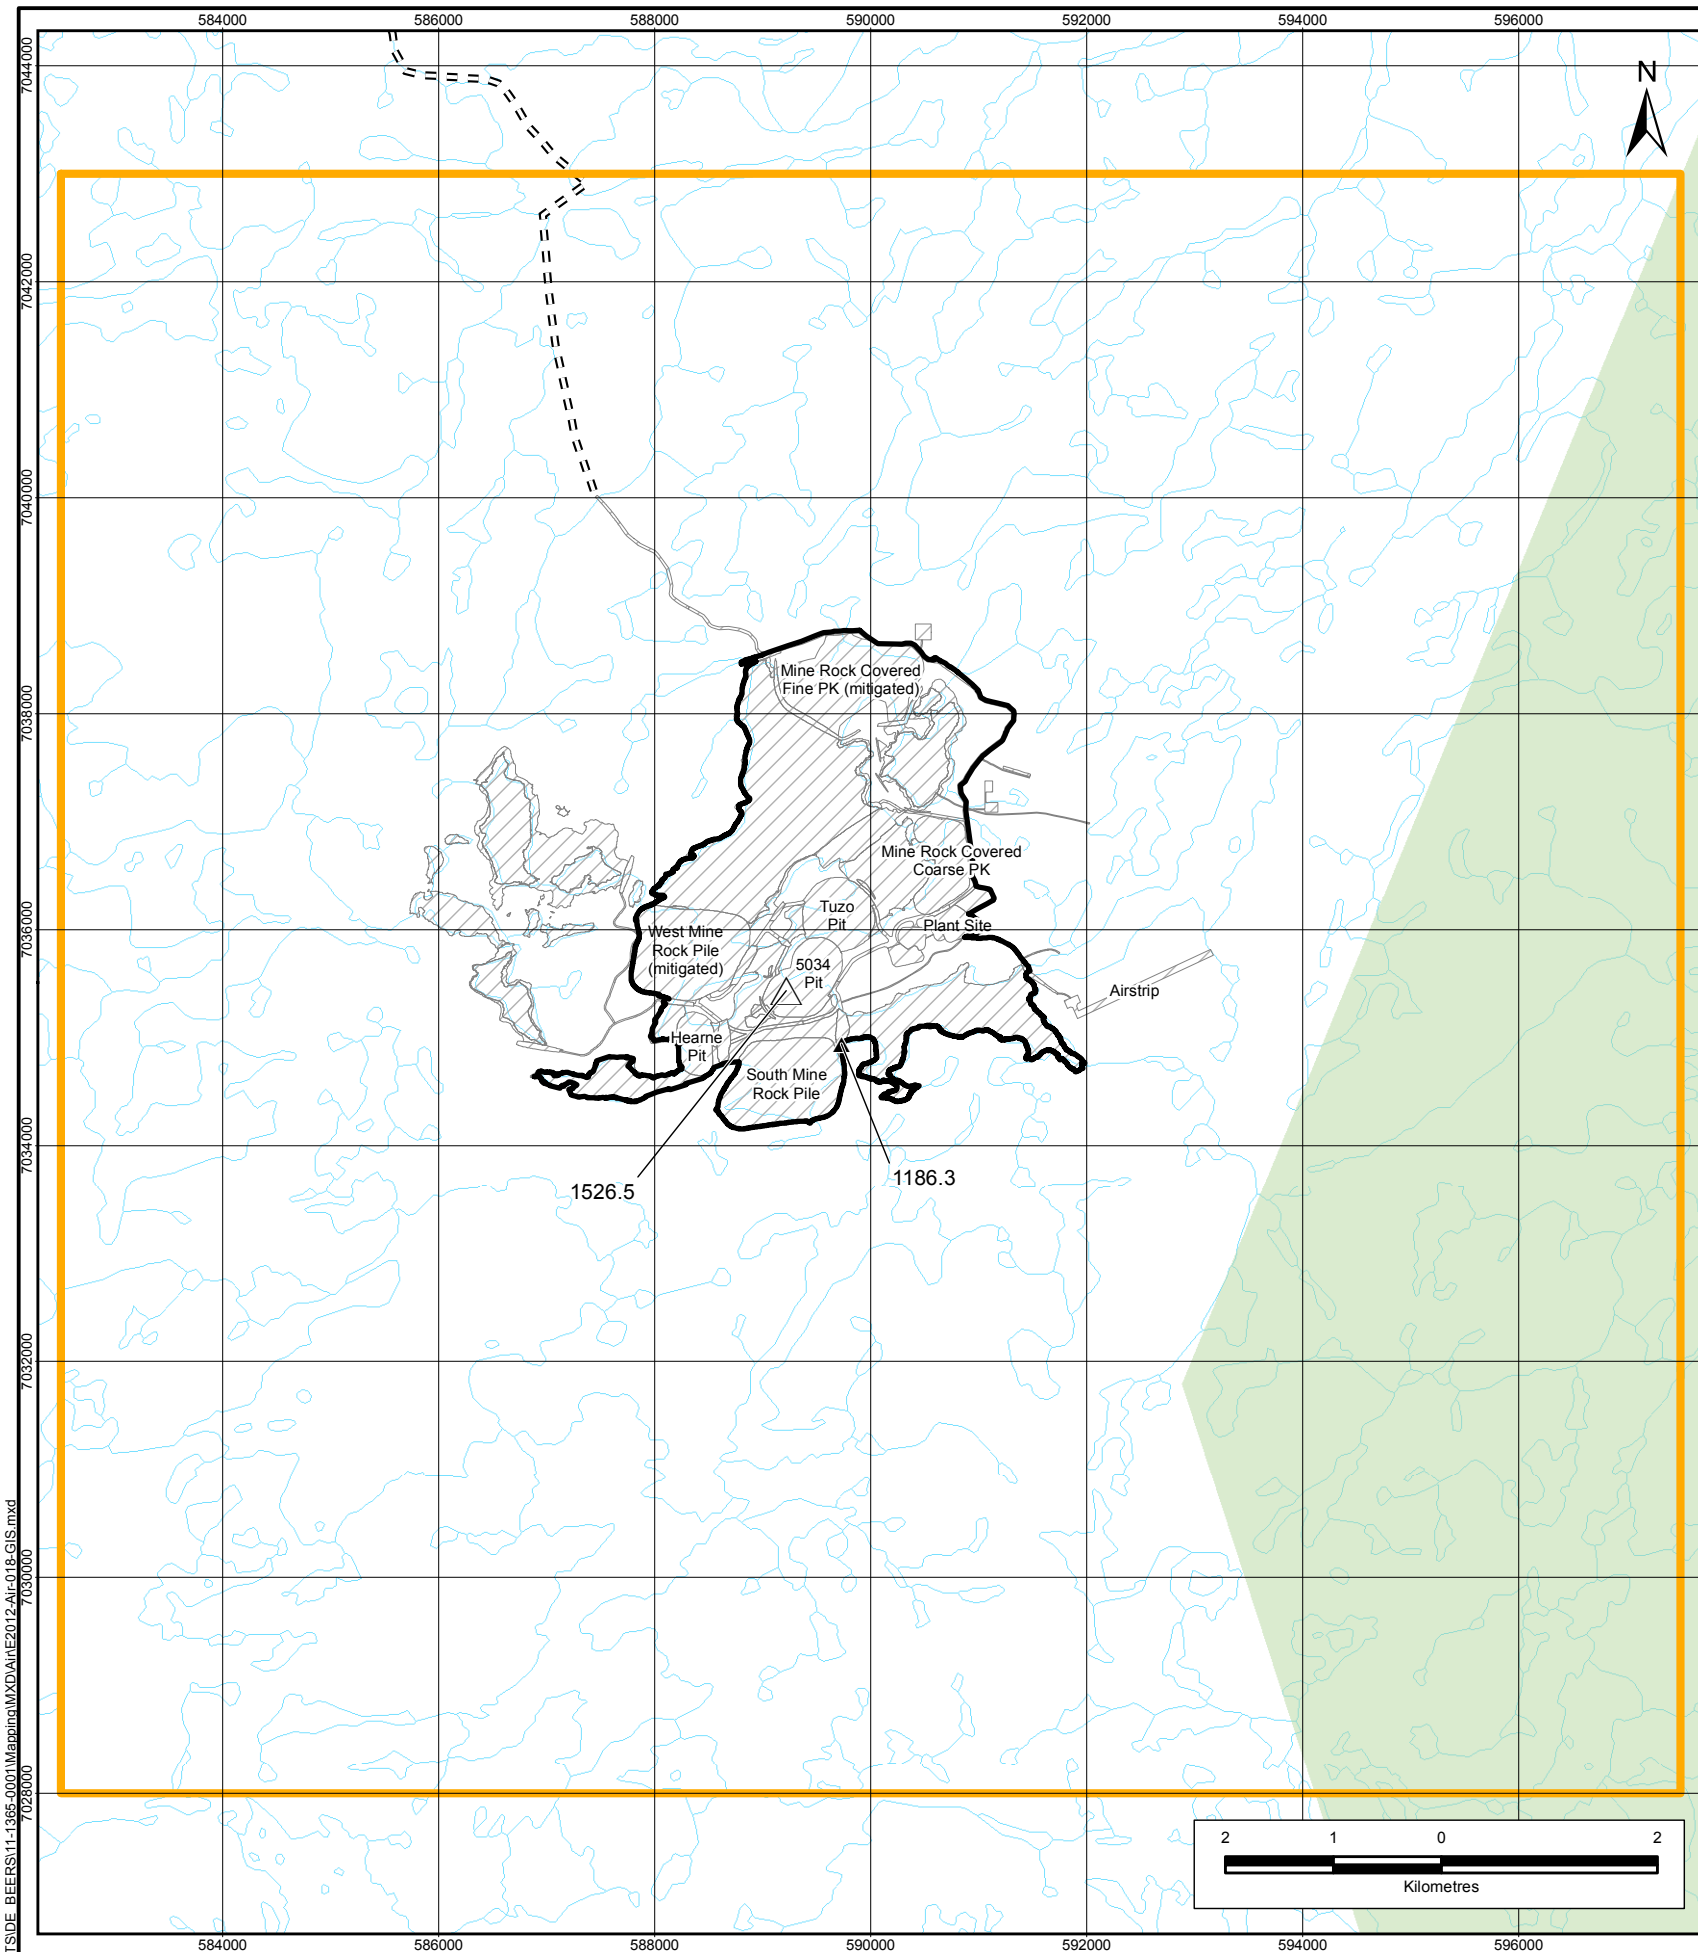 584000 586000 588000 590000 592000 594000 596000
7044000
N
7042000
7040000
Mine Rock Covered
Fine PK (mitigated)
7038000
Mine Rock Covered
Coarse PK
Tuzo
Pit
Plant Site
7036000
West Mine
Rock Pile
(mitigated)
5034
Pit
Airstrip
Hearne
Pit
South Mine
Rock Pile
7034000
1526.5
1186.3
7032000
7030000
7028000
2 1 0 2
Kilometres
TS\DE_BEERS\11-1365-0001\Mapping\MXD\Air\E2012-Air-018-GIS.mxd
584000 586000 588000 590000 592000 594000 596000